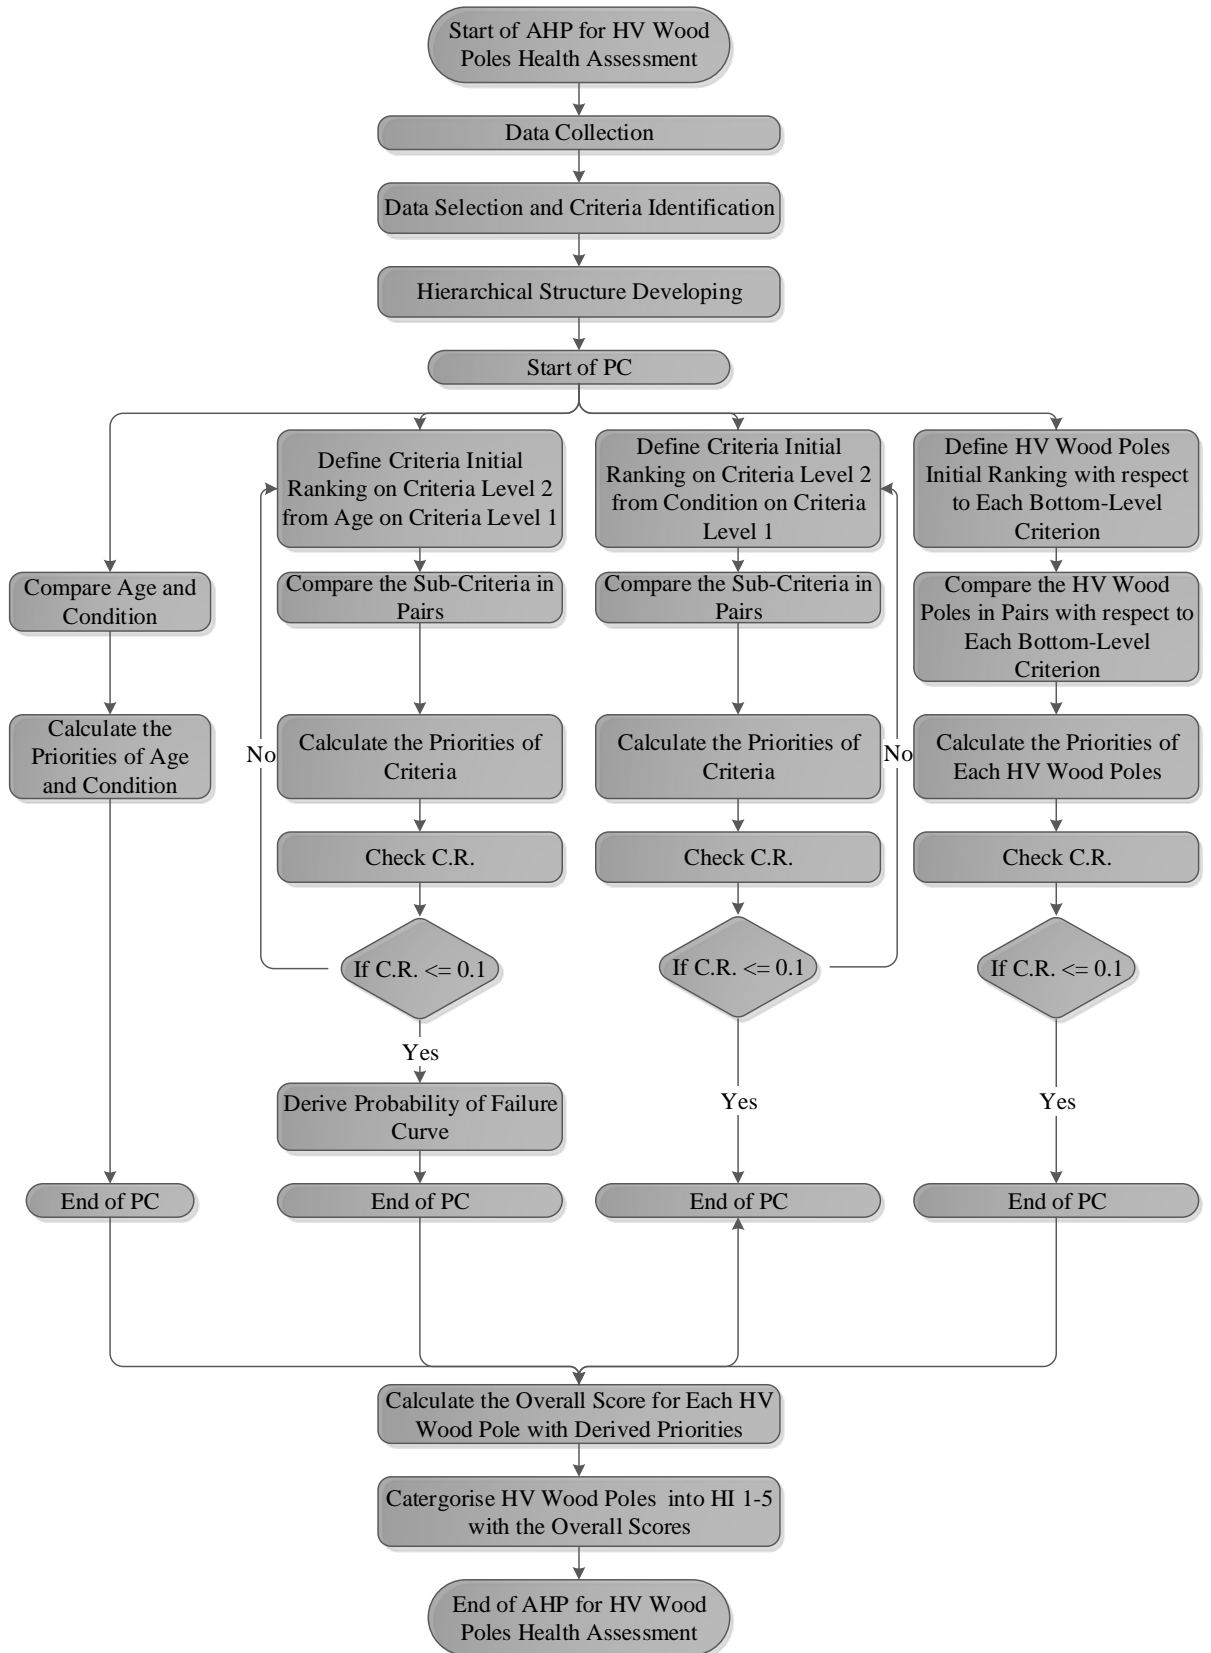 Start of AHP for HV Wood
Poles Health Assessment
Data Collection
Data Selection and Criteria Identification
Hierarchical Structure Developing
Start of PC
Compare Age and
Condition
Calculate the
Priorities of Age
and Condition
End of PC
Define Criteria Initial
Ranking on Criteria Level 2
from Age on Criteria Level 1
Compare the Sub-Criteria in
Pairs
Calculate the Priorities of
Criteria
Check C.R.
If C.R. <= 0.1
No
Yes
Derive Probability of Failure
Curve
End of PC
Define Criteria Initial
Ranking on Criteria Level 2
from Condition on Criteria
Level 1
Compare the Sub-Criteria in
Pairs
Calculate the Priorities of
Criteria
Check C.R.
If C.R. <= 0.1
No
Yes
End of PC
Define HV Wood Poles
Initial Ranking with respect
to Each Bottom-Level
Criterion
Compare the HV Wood
Poles in Pairs with respect to
Each Bottom-Level
Criterion
Calculate the Priorities of
Each HV Wood Poles
Check C.R.
If C.R. <= 0.1
Yes
End of PC
Calculate the Overall Score for Each HV
Wood Pole with Derived Priorities
Catergorise HV Wood Poles into HI 1-5
with the Overall Scores
End of AHP for HV Wood
Poles Health Assessment